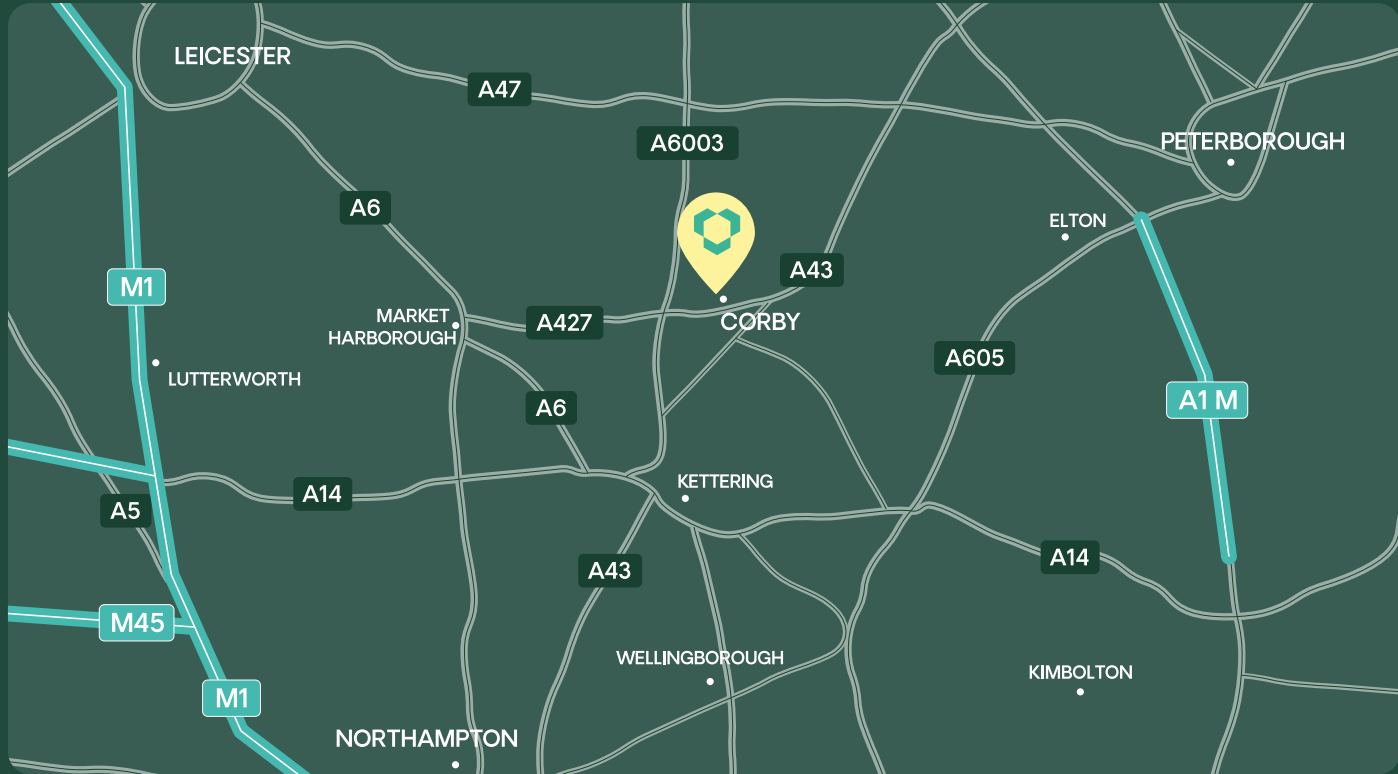 LEICESTER
A47
A6003
PETERBOROUGH
A6
ELTON
A43
M1
MARKET
HARBOROUGH
A427
CORBY
A605
LUTTERWORTH
A6
A1 M
KETTERING
A14
A5
A14
A43
M45
WELLINGBOROUGH
KIMBOLTON
M1
NORTHAMPTON